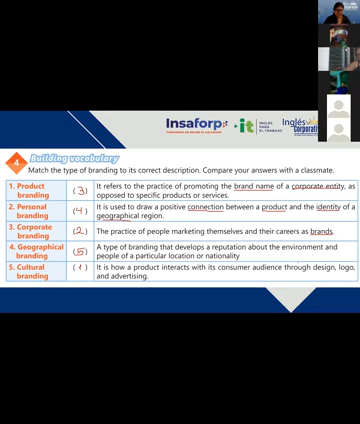 Insaforp
it
INGLÉS
PARA
EL TRABAJO
Inglés
Corporativo
4
Building vocabulary
Match the type of branding to its correct description. Compare your answers with a classmate.
1. Product branding (3) It refers to the practice of promoting the brand name of a corporate entity, as
opposed to specific products or services.
2. Personal branding (4) It is used to draw a positive connection between a product and the identity of a
geographical region.
3. Corporate branding (2) The practice of people marketing themselves and their careers as brands.
4. Geographical branding (5) A type of branding that develops a reputation about the environment and
people of a particular location or nationality
5. Cultural branding (1) It is how a product interacts with its consumer audience through design, logo,
and advertising.